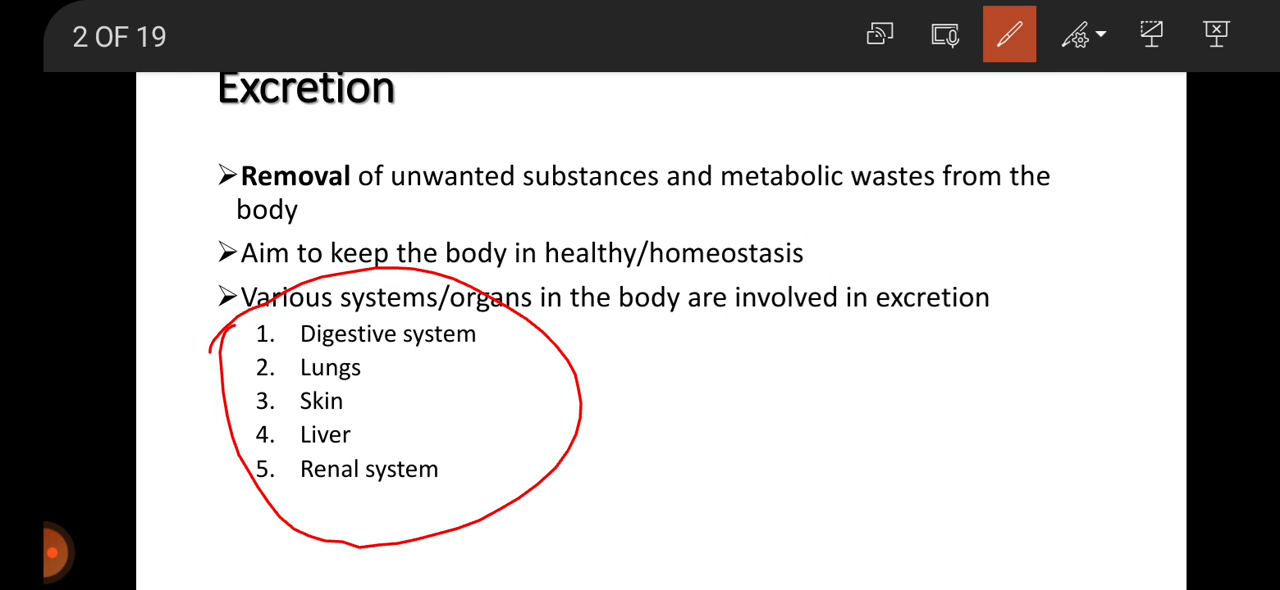 2 OF 19
Excretion
➢Removal of unwanted substances and metabolic wastes from the
body
➢Aim to keep the body in healthy/homeostasis
➢Various systems/organs in the body are involved in excretion
1. Digestive system
2. Lungs
3. Skin
4. Liver
5. Renal system